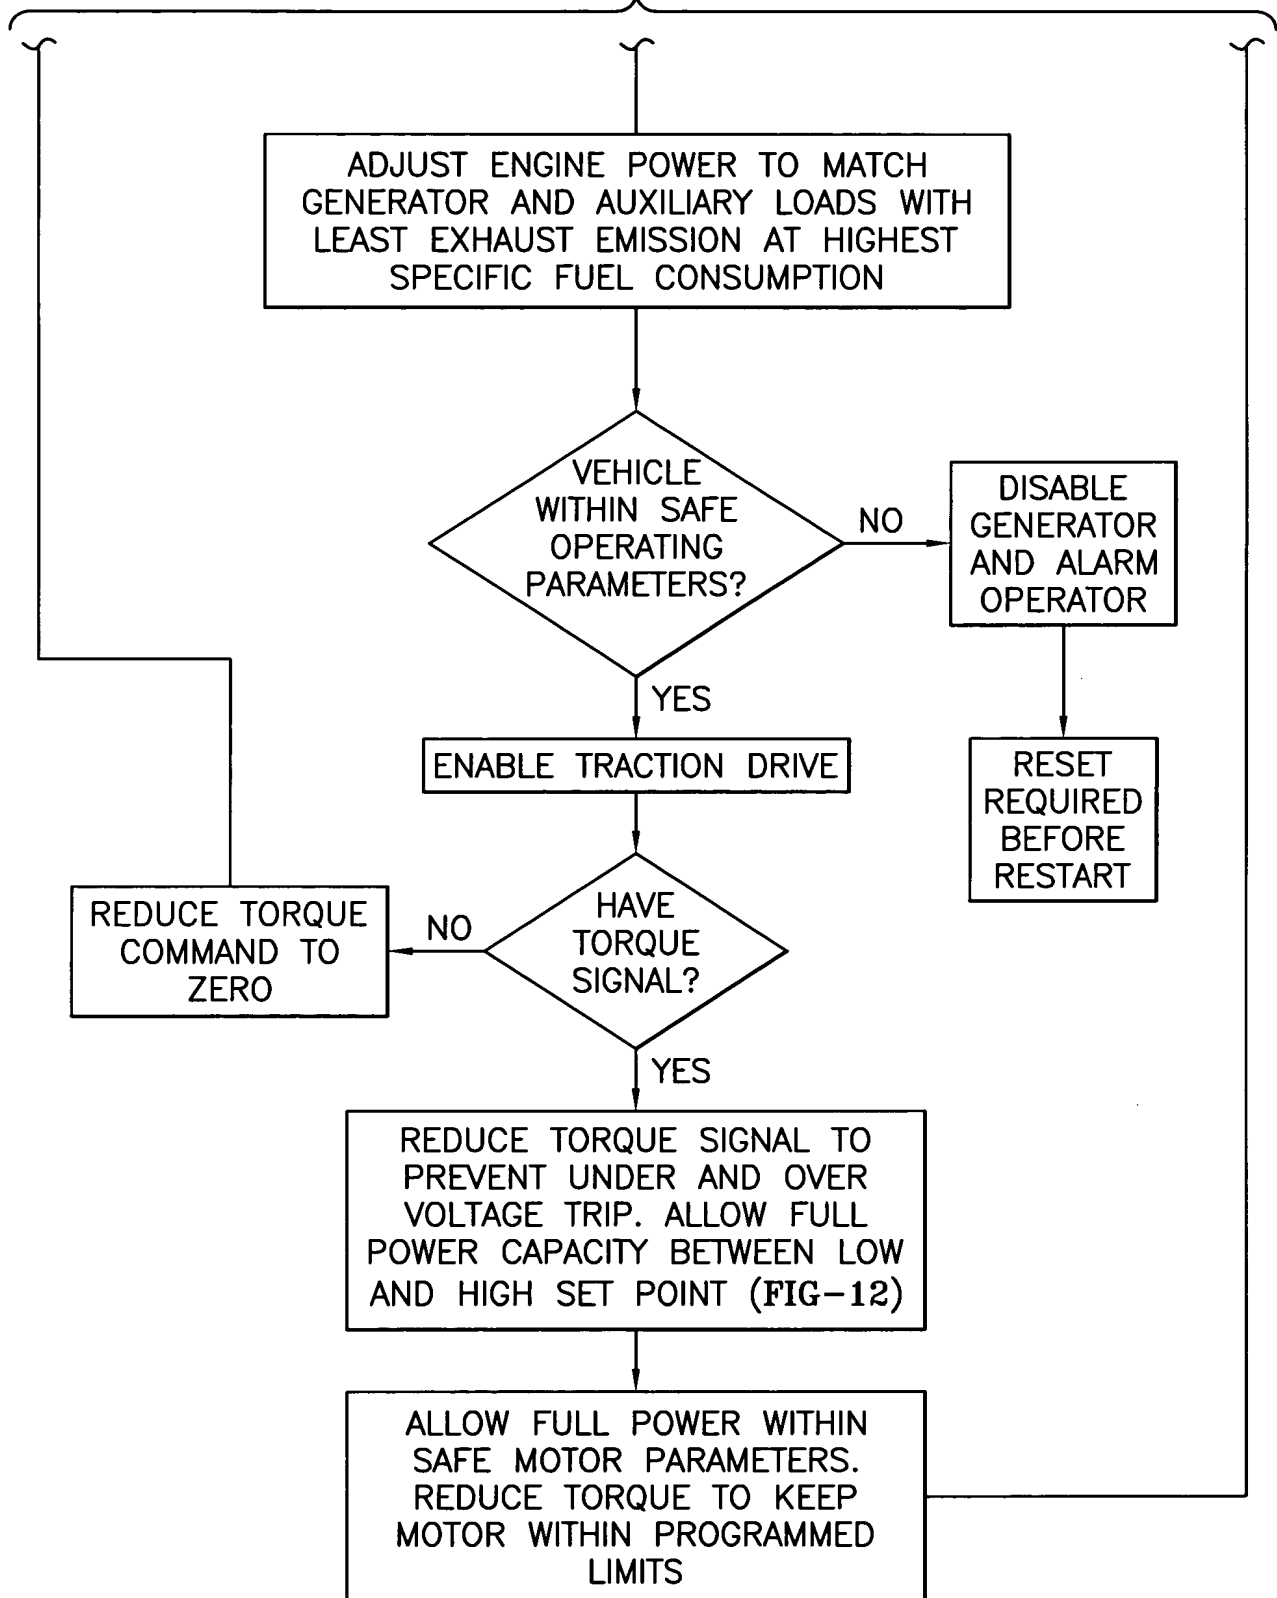 ADJUST ENGINE POWER TO MATCH
GENERATOR AND AUXILIARY LOADS WITH
LEAST EXHAUST EMISSION AT HIGHEST
SPECIFIC FUEL CONSUMPTION
VEHICLE
WITHIN SAFE
OPERATING
PARAMETERS?
NO
DISABLE
GENERATOR
AND ALARM
OPERATOR
YES
ENABLE TRACTION DRIVE
RESET
REQUIRED
BEFORE
RESTART
HAVE
TORQUE
SIGNAL?
NO
REDUCE TORQUE
COMMAND TO
ZERO
YES
REDUCE TORQUE SIGNAL TO
PREVENT UNDER AND OVER
VOLTAGE TRIP. ALLOW FULL
POWER CAPACITY BETWEEN LOW
AND HIGH SET POINT (FIG-12)
ALLOW FULL POWER WITHIN
SAFE MOTOR PARAMETERS.
REDUCE TORQUE TO KEEP
MOTOR WITHIN PROGRAMMED
LIMITS